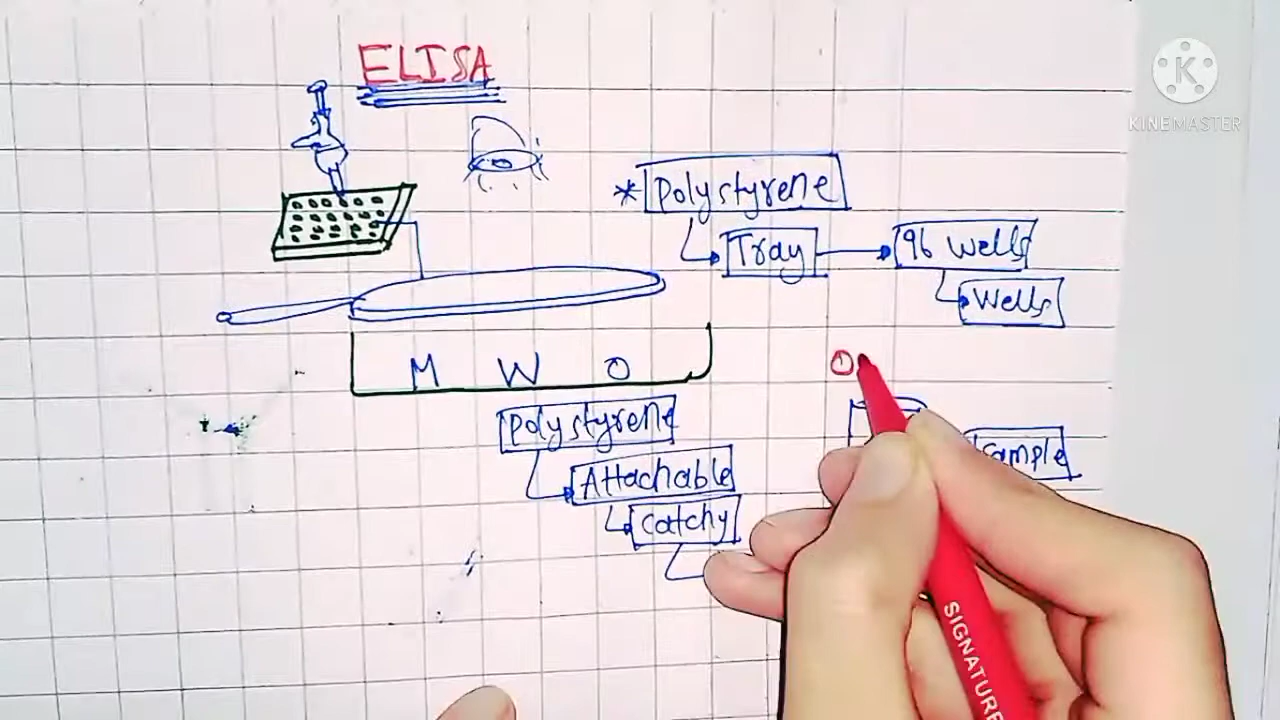 ELISA
KINEMASTER
* Polystyrene
Tray
96 Wells
Wells
M W O
Polystyrene
Attachable
Catchy
Sample
SIGNATURE